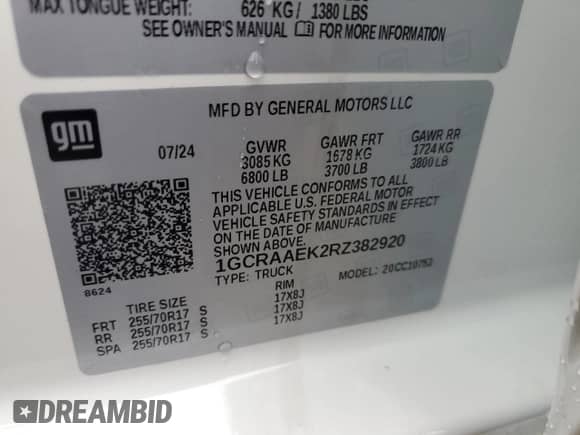 MAX TONGUE WEIGHT: 626 KG/ 1380 LBS
SEE OWNER'S MANUAL FOR MORE INFORMATION
gm
MFD BY GENERAL MOTORS LLC
07/24 GVWR GAWR FRT GAWR RR
3085 KG 1678 KG 1724 KG
6800 LB 3700 LB 3800 LB
THIS VEHICLE CONFORMS TO ALL
APPLICABLE U.S. FEDERAL MOTOR
VEHICLE SAFETY STANDARDS IN EFFECT
ON THE DATE OF MANUFACTURE
SHOWN ABOVE.
1GCRAAEK2RZ382920
TYPE: TRUCK MODEL: 20CC10753
8624
TIRE SIZE RIM
FRT 255/70R17 S 17X8J
RR 255/70R17 S 17X8J
SPA 255/70R17 S 17X8J
DREAMBID